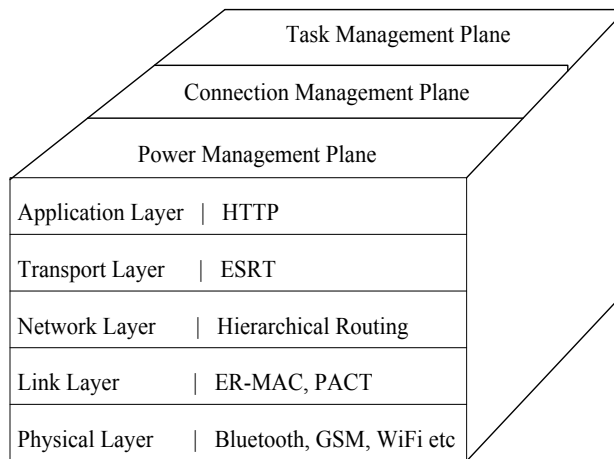 Task Management Plane
Connection Management Plane
Power Management Plane
Application Layer | HTTP
Transport Layer | ESRT
Network Layer | Hierarchical Routing
Link Layer | ER-MAC, PACT
Physical Layer | Bluetooth, GSM, WiFi etc